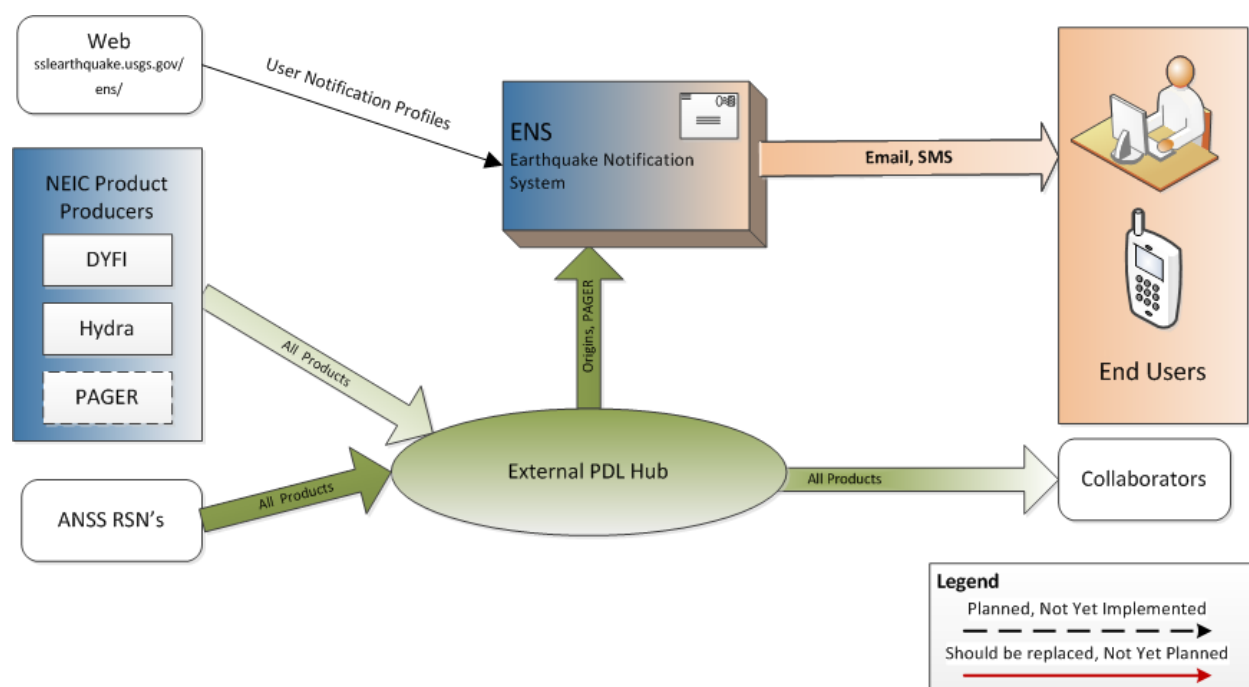 Web
sslearthquake.usgs.gov/
ens/
User Notification Profiles
ENS
Earthquake Notification
System
Email, SMS
End Users
NEIC Product
Producers
DYFI
Hydra
PAGER
All Products
Origins, PAGER
External PDL Hub
ANSS RSN's
All Products
All Products
Collaborators
Legend
Planned, Not Yet Implemented
Should be replaced, Not Yet Planned